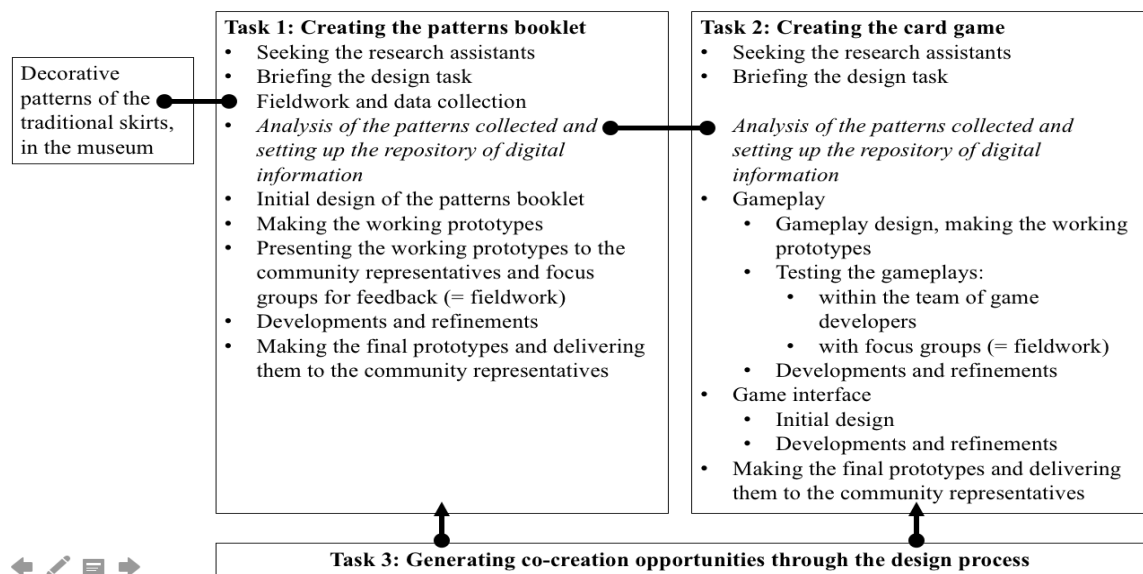 Decorative
patterns of the
traditional skirts,
in the museum
Task 1: Creating the patterns booklet
• Seeking the research assistants
• Briefing the design task
• Fieldwork and data collection
• Analysis of the patterns collected and
setting up the repository of digital
information
• Initial design of the patterns booklet
• Making the working prototypes
• Presenting the working prototypes to the
community representatives and focus
groups for feedback (= fieldwork)
• Developments and refinements
• Making the final prototypes and delivering
them to the community representatives
Task 2: Creating the card game
• Seeking the research assistants
• Briefing the design task
• Analysis of the patterns collected and
setting up the repository of digital
information
• Gameplay
• Gameplay design, making the working
prototypes
• Testing the gameplays:
• within the team of game
developers
• with focus groups (= fieldwork)
• Developments and refinements
• Game interface
• Initial design
• Developments and refinements
• Making the final prototypes and delivering
them to the community representatives
Task 3: Generating co-creation opportunities through the design process